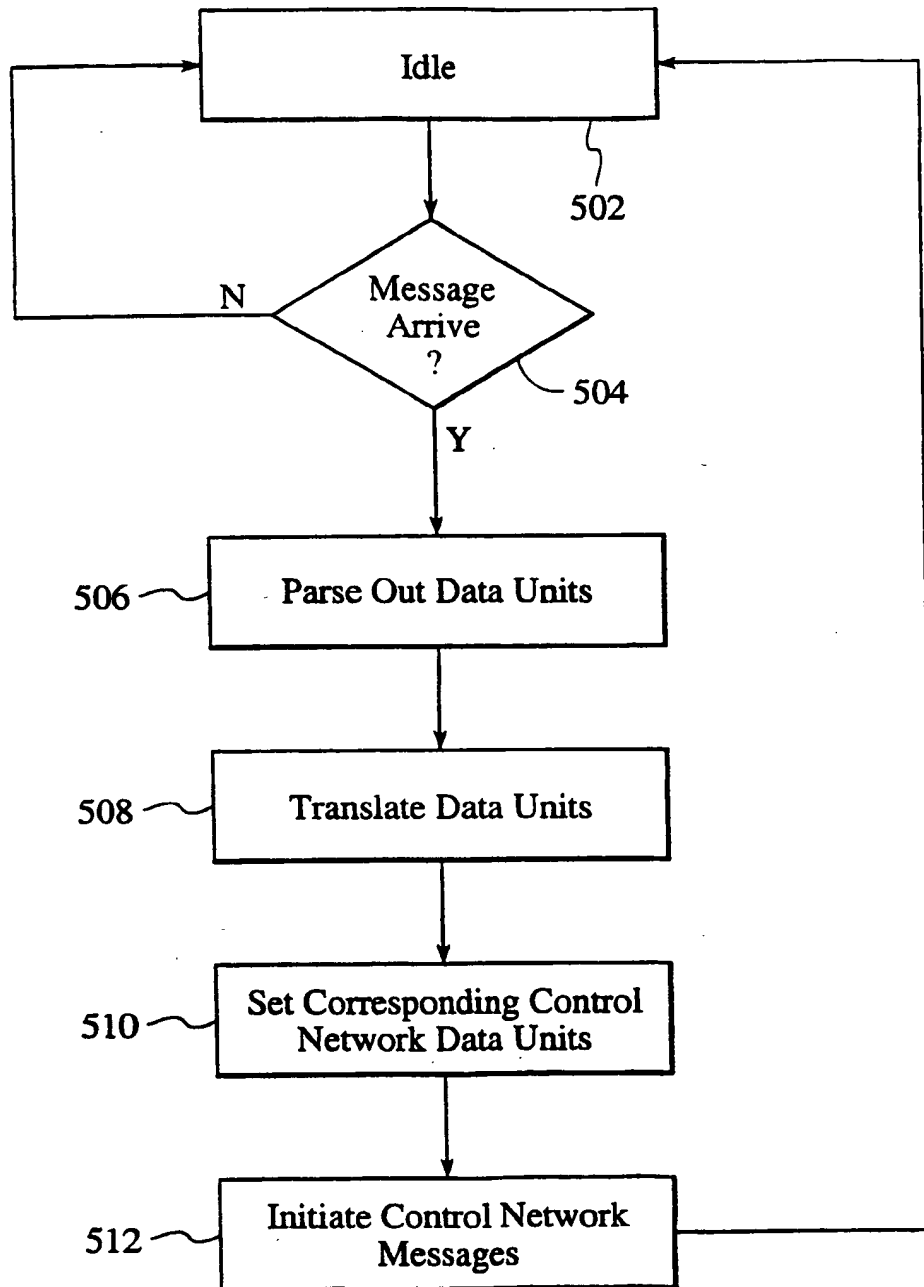 Idle
502
Message
Arrive
?
N
504
Y
506
Parse Out Data Units
508
Translate Data Units
510
Set Corresponding Control
Network Data Units
512
Initiate Control Network
Messages